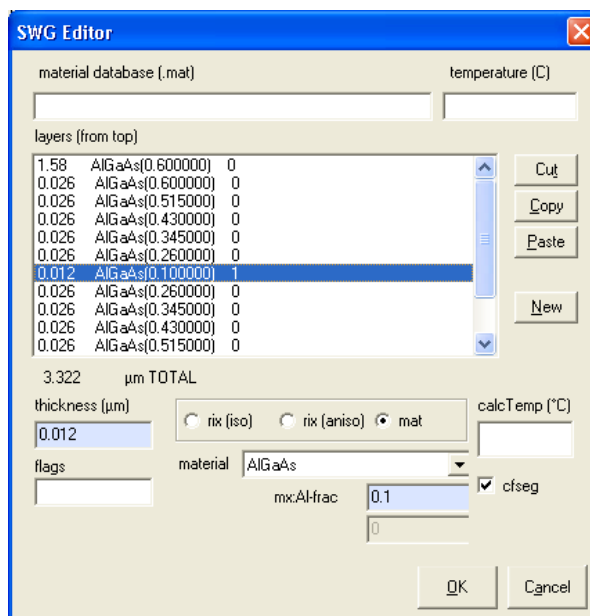 SWG Editor
material database (.mat) temperature (C)
layers (from top)
1.58 AlGaAs(0.600000) 0
0.026 AlGaAs(0.600000) 0
0.026 AlGaAs(0.515000) 0
0.026 AlGaAs(0.430000) 0
0.026 AlGaAs(0.345000) 0
0.026 AlGaAs(0.260000) 0
0.012 AlGaAs(0.100000) 1
0.026 AlGaAs(0.260000) 0
0.026 AlGaAs(0.345000) 0
0.026 AlGaAs(0.430000) 0
0.026 AlGaAs(0.515000) 0
Cut
Copy
Paste
New
3.322 µm TOTAL
thickness (µm) rix (iso) rix (aniso) mat calcTemp (°C)
0.012
flags material AlGaAs
cfseg
mx:Al-frac 0.1
0
OK Cancel